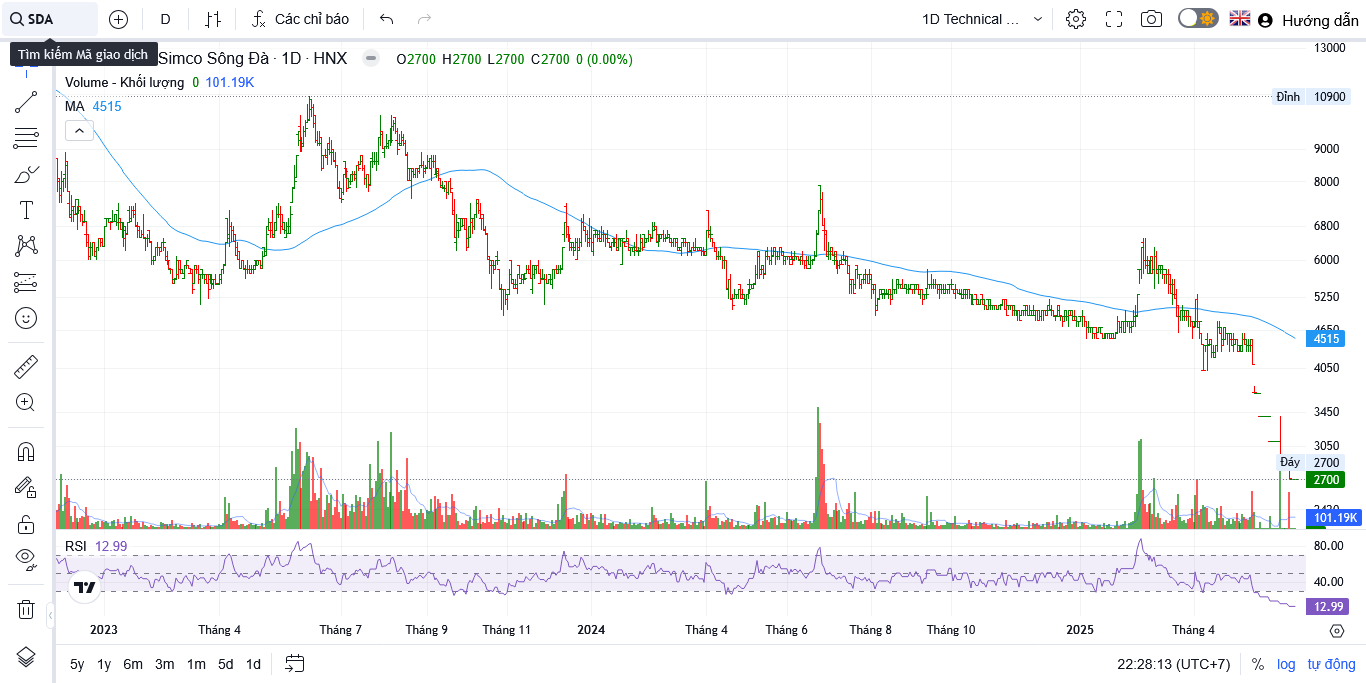 SDA D Các chỉ báo 1D Technical ... Hướng dẫn
Tìm kiếm Mã giao dịch Simco Sông Đà · 1D · HNX O2700 H2700 L2700 C2700 0 (0.00%)
Volume - Khối lượng 0 101.19K
MA 4515
13000
Đỉnh 10900
9000
8000
6800
6000
5250
4650
4515
4050
3450
3050
Đáy 2700
2700
101.19K
RSI 12.99
80.00
40.00
12.99
2023 Tháng 4 Tháng 7 Tháng 9 Tháng 11 2024 Tháng 4 Tháng 6 Tháng 8 Tháng 10 2025 Tháng 4
5y 1y 6m 3m 1m 5d 1d 22:28:13 (UTC+7) % log tự động